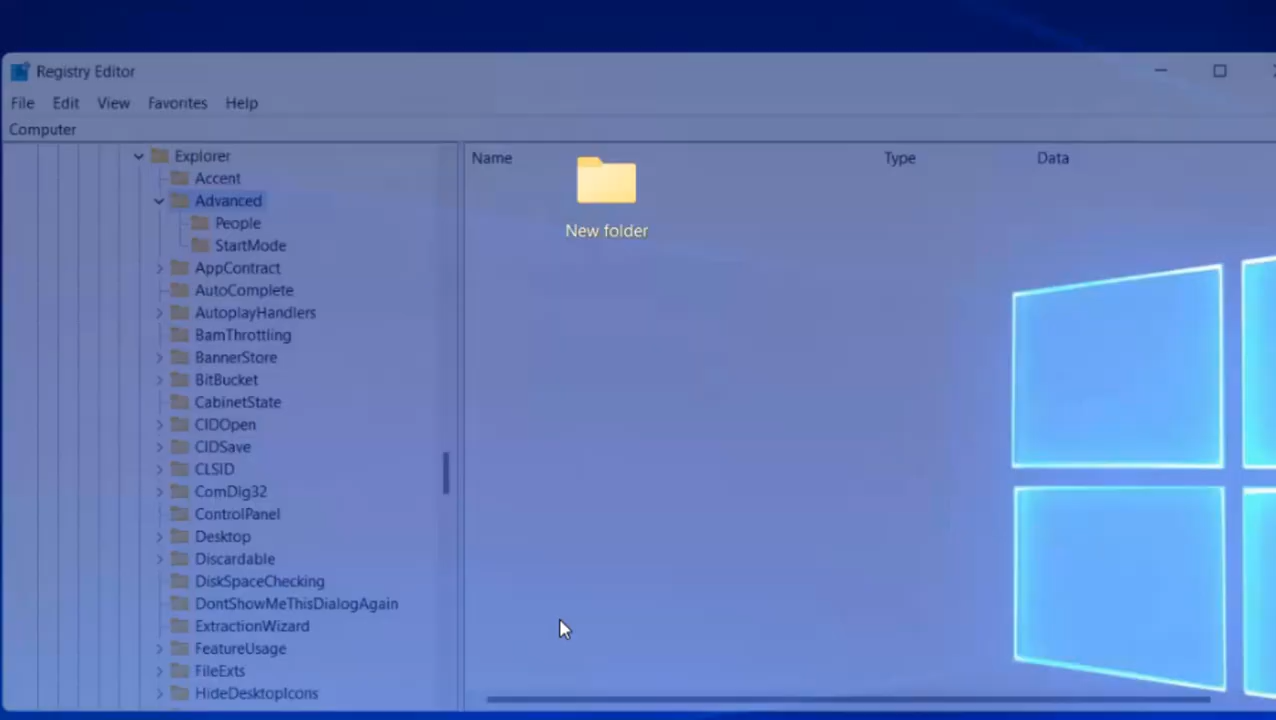 Registry Editor
File Edit View Favorites Help
Computer
Name Type Data
Explorer
Accent
Advanced
People
StartMode
AppContract
AutoComplete
AutoplayHandlers
BamThrottling
BannerStore
BitBucket
CabinetState
CIDOpen
CIDSave
CLSID
ComDlg32
ControlPanel
Desktop
Discardable
DiskSpaceChecking
DontShowMeThisDialogAgain
ExtractionWizard
FeatureUsage
FileExts
HideDesktopIcons
New folder